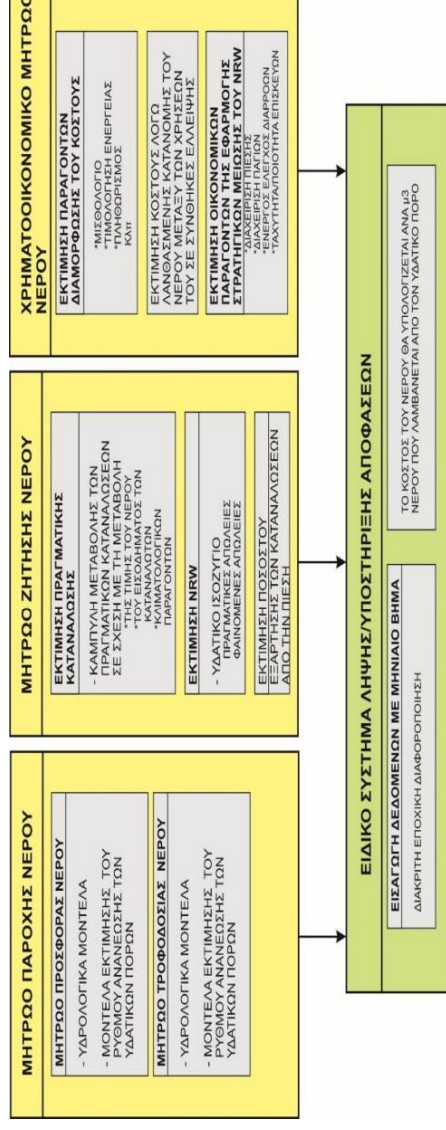 ΜΗΤΡΩΟ ΠΑΡΟΧΗΣ ΝΕΡΟΥ
ΜΗΤΡΩΟ ΠΡΟΣΦΟΡΑΣ ΝΕΡΟΥ
- ΥΔΡΟΛΟΓΙΚΑ ΜΟΝΤΕΛΑ
- ΜΟΝΤΕΛΑ ΕΚΤΙΜΗΣΗΣ ΤΟΥ
ΡΥΘΜΟΥ ΑΝΑΝΕΩΣΗΣ ΤΩΝ
ΥΔΑΤΙΚΩΝ ΠΟΡΩΝ
ΜΗΤΡΩΟ ΤΡΟΦΟΔΟΣΙΑΣ ΝΕΡΟΥ
- ΥΔΡΟΛΟΓΙΚΑ ΜΟΝΤΕΛΑ
- ΜΟΝΤΕΛΑ ΕΚΤΙΜΗΣΗΣ ΤΟΥ
ΡΥΘΜΟΥ ΑΝΑΝΕΩΣΗΣ ΤΩΝ
ΥΔΑΤΙΚΩΝ ΠΟΡΩΝ
ΜΗΤΡΩΟ ΖΗΤΗΣΗΣ ΝΕΡΟΥ
ΕΚΤΙΜΗΣΗ ΠΡΑΓΜΑΤΙΚΗΣ
ΚΑΤΑΝΑΛΩΣΗΣ
- ΚΑΜΠΥΛΗ ΜΕΤΑΒΟΛΗΣ ΤΩΝ
ΠΡΑΓΜΑΤΙΚΩΝ ΚΑΤΑΝΑΛΩΣΕΩΝ
ΣΕ ΣΧΕΣΗ ΜΕ ΤΗ ΜΕΤΑΒΟΛΗ
*ΤΗΣ ΤΙΜΗΣ ΤΟΥ ΝΕΡΟΥ
*ΤΟΥ ΕΙΣΟΔΗΜΑΤΟΣ ΤΩΝ
ΚΑΤΑΝΑΛΩΤΩΝ
*ΚΛΙΜΑΤΟΛΟΓΙΚΩΝ
ΠΑΡΑΓΟΝΤΩΝ
ΕΚΤΙΜΗΣΗ NRW
- ΥΔΑΤΙΚΟ ΙΣΟΖΥΓΙΟ
ΠΡΑΓΜΑΤΙΚΕΣ ΑΠΩΛΕΙΕΣ
ΦΑΙΝΟΜΕΝΕΣ ΑΠΩΛΕΙΕΣ
ΕΚΤΙΜΗΣΗ ΠΟΣΟΣΤΟΥ
ΕΞΑΡΤΗΣΗΣ ΤΩΝ ΚΑΤΑΝΑΛΩΣΕΩΝ
ΑΠΟ ΤΗΝ ΠΙΕΣΗ
ΧΡΗΜΑΤΟΟΙΚΟΝΟΜΙΚΟ ΜΗΤΡΩΟ
ΝΕΡΟΥ
ΕΚΤΙΜΗΣΗ ΠΑΡΑΓΟΝΤΩΝ
ΔΙΑΜΟΡΦΩΣΗΣ ΤΟΥ ΚΟΣΤΟΥΣ
*ΜΙΣΘΟΛΟΓΙΟ
*ΤΙΜΟΛΟΓΗΣΗ ΕΝΕΡΓΕΙΑΣ
*ΠΛΗΘΩΡΙΣΜΟΣ
Κλπ
ΕΚΤΙΜΗΣΗ ΚΟΣΤΟΥΣ ΛΟΓΩ
ΛΑΝΘΑΣΜΕΝΗΣ ΚΑΤΑΝΟΜΗΣ ΤΟΥ
ΝΕΡΟΥ ΜΕΤΑΞΥ ΤΩΝ ΧΡΗΣΕΩΝ
ΤΟΥ ΣΕ ΣΥΝΘΗΚΕΣ ΕΛΛΕΙΨΗΣ
ΕΚΤΙΜΗΣΗ ΟΙΚΟΝΟΜΙΚΩΝ
ΠΑΡΑΓΟΝΤΩΝ ΤΗΣ ΕΦΑΡΜΟΓΗΣ
ΣΤΡΑΤΗΓΙΚΩΝ ΜΕΙΩΣΗΣ ΤΟΥ NRW
*ΔΙΑΧΕΙΡΙΣΗ ΠΙΕΣΗΣ
*ΔΙΑΧΕΙΡΙΣΗ ΠΑΓΙΩΝ
*ΕΝΕΡΓΟΣ ΕΛΕΓΧΟΣ ΔΙΑΡΡΟΩΝ
*ΤΑΧΥΤΗΤΑ/ΠΟΙΟΤΗΤΑ ΕΠΙΣΚΕΥΩΝ
ΕΙΔΙΚΟ ΣΥΣΤΗΜΑ ΛΗΨΗΣ/ΥΠΟΣΤΗΡΙΞΗΣ ΑΠΟΦΑΣΕΩΝ
ΕΙΣΑΓΩΓΗ ΔΕΔΟΜΕΝΩΝ ΜΕ ΜΗΝΙΑΙΟ ΒΗΜΑ
ΔΙΑΚΡΙΤΗ ΕΠΟΧΙΚΗ ΔΙΑΦΟΡΟΠΟΙΗΣΗ
ΤΟ ΚΟΣΤΟΣ ΤΟΥ ΝΕΡΟΥ ΘΑ ΥΠΟΛΟΓΙΖΕΤΑΙ ΑΝΑ μ3
ΝΕΡΟΥ ΠΟΥ ΛΑΜΒΑΝΕΤΑΙ ΑΠΟ ΤΟΝ ΥΔΑΤΙΚΟ ΠΟΡΟ